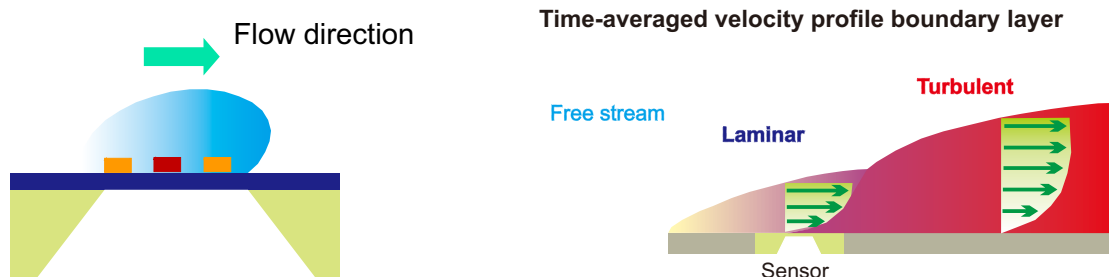 Flow direction
Time-averaged velocity profile boundary layer
Turbulent
Free stream
Laminar
Sensor